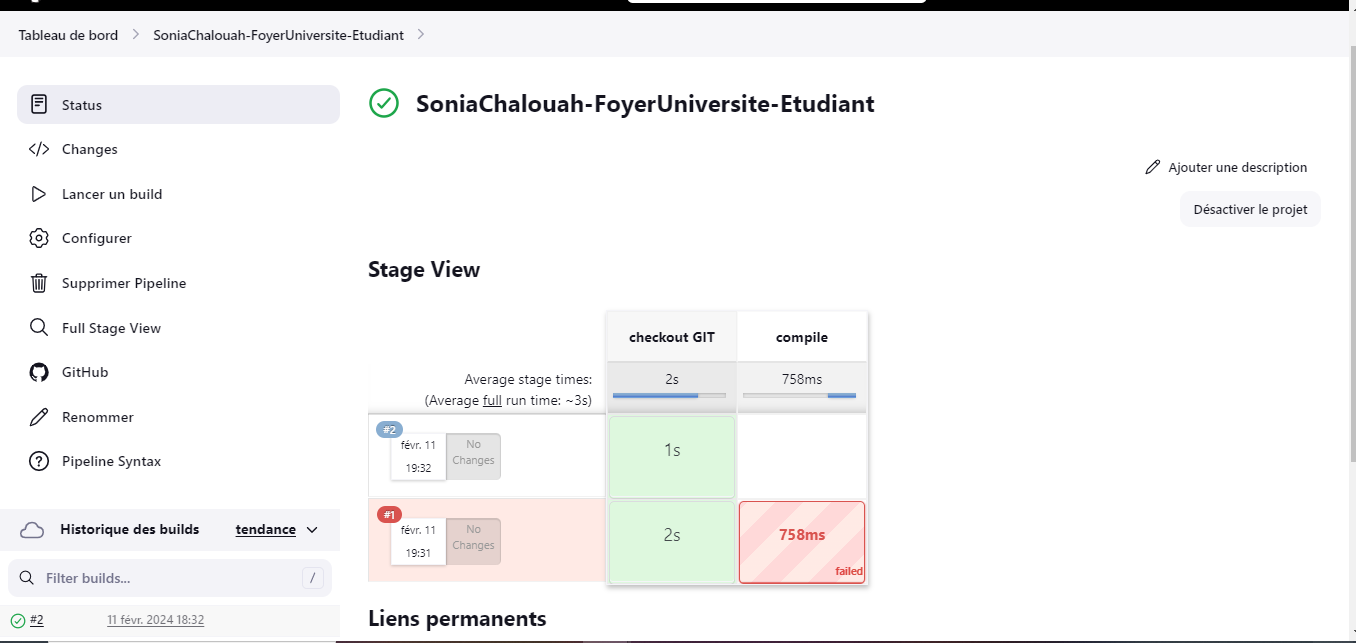 Tableau de bord
SoniaChalouah-FoyerUniversite-Etudiant
Status
Changes
Lancer un build
Configurer
Supprimer Pipeline
Full Stage View
GitHub
Renommer
Pipeline Syntax
Historique des builds
tendance
Filter builds...
/
#2
11 févr. 2024 18:32
SoniaChalouah-FoyerUniversite-Etudiant
Ajouter une description
Désactiver le projet
Stage View
checkout GIT
compile
Average stage times:
(Average full run time: ~3s)
2s
758ms
#2
févr. 11
19:32
No
Changes
1s
#1
févr. 11
19:31
No
Changes
2s
758ms
failed
Liens permanents